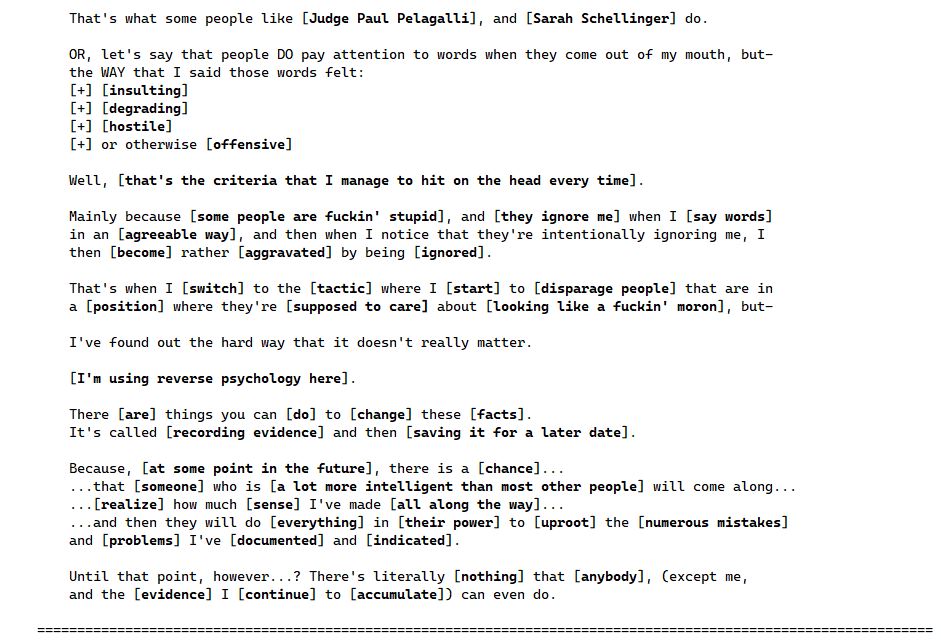 That's what some people like [Judge Paul Pelagalli], and [Sarah Schellinger] do.
OR, let's say that people DO pay attention to words when they come out of my mouth, but–
the WAY that I said those words felt:
[+] [insulting]
[+] [degrading]
[+] [hostile]
[+] or otherwise [offensive]
Well, [that's the criteria that I manage to hit on the head every time].
Mainly because [some people are fuckin' stupid], and [they ignore me] when I [say words]
in an [agreeable way], and then when I notice that they're intentionally ignoring me, I
then [become] rather [aggravated] by being [ignored].
That's when I [switch] to the [tactic] where I [start] to [disparage people] that are in
a [position] where they're [supposed to care] about [looking like a fuckin' moron], but–
I've found out the hard way that it doesn't really matter.
[I'm using reverse psychology here].
There [are] things you can [do] to [change] these [facts].
It's called [recording evidence] and then [saving it for a later date].
Because, [at some point in the future], there is a [chance]...
...that [someone] who is [a lot more intelligent than most other people] will come along...
...[realize] how much [sense] I've made [all along the way]...
...and then they will do [everything] in [their power] to [uproot] the [numerous mistakes]
and [problems] I've [documented] and [indicated].
Until that point, however...? There's literally [nothing] that [anybody], (except me,
and the [evidence] I [continue] to [accumulate]) can even do.